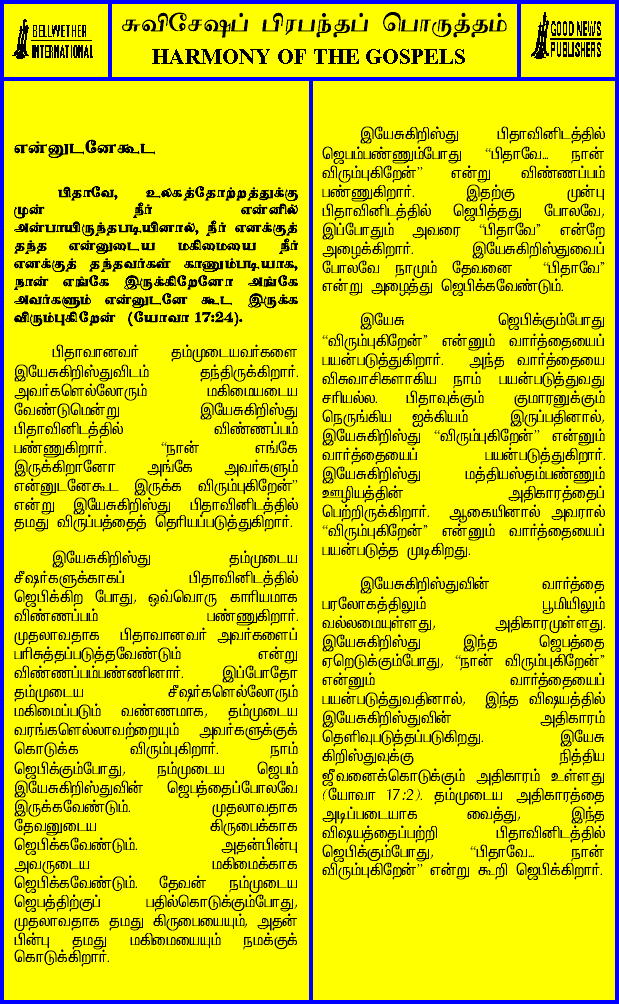 BELLWETHER
INTERNATIONAL
சுவிசேஷப் பிரபந்தப் பொருத்தம்
HARMONY OF THE GOSPELS
GOOD NEWS
PUBLISHERS
என்னுடனேகூட
பிதாவே, உலகத்தோற்றத்துக்கு
முன் நீர் என்னில்
அன்பாயிருந்தபடியினால், நீர் எனக்குத்
தந்த என்னுடைய மகிமையை நீர்
எனக்குத் தந்தவர்கள் காணும்படியாக,
நான் எங்கே இருக்கிறேனோ அங்கே
அவர்களும் என்னுடனே கூட இருக்க
விரும்புகிறேன் (யோவா 17:24).
பிதாவானவர் தம்முடையவர்களை
இயேசுகிறிஸ்துவிடம் தந்திருக்கிறார்.
அவர்களெல்லோரும் மகிமையடைய
வேண்டுமென்று இயேசுகிறிஸ்து
பிதாவினிடத்தில் விண்ணப்பம்
பண்ணுகிறார். “நான் எங்கே
இருக்கிறானோ அங்கே அவர்களும்
என்னுடனேகூட இருக்க விரும்புகிறேன்”
என்று இயேசுகிறிஸ்து பிதாவினிடத்தில்
தமது விருப்பத்தைத் தெரியப்படுத்துகிறார்.
இயேசுகிறிஸ்து தம்முடைய
சீஷர்களுக்காகப் பிதாவினிடத்தில்
ஜெபிக்கிற போது, ஒவ்வொரு காரியமாக
விண்ணப்பம் பண்ணுகிறார்.
முதலாவதாக பிதாவானவர் அவர்களைப்
பரிசுத்தப்படுத்தவேண்டும் என்று
விண்ணப்பம்பண்ணினார். இப்போதோ
தம்முடைய சீஷர்களெல்லோரும்
மகிமைப்படும் வண்ணமாக, தம்முடைய
வரங்களெல்லாவற்றையும் அவர்களுக்குக்
கொடுக்க விரும்புகிறார். நாம்
ஜெபிக்கும்போது, நம்முடைய ஜெபம்
இயேசுகிறிஸ்துவின் ஜெபத்தைப்போலவே
இருக்கவேண்டும். முதலாவதாக
தேவனுடைய கிருபைக்காக
ஜெபிக்கவேண்டும். அதன்பின்பு
அவருடைய மகிமைக்காக
ஜெபிக்கவேண்டும். தேவன் நம்முடைய
ஜெபத்திற்குப் பதில்கொடுக்கும்போது,
முதலாவதாக தமது கிருபையையும், அதன்
பின்பு தமது மகிமையையும் நமக்குக்
கொடுக்கிறார்.
இயேசுகிறிஸ்து பிதாவினிடத்தில்
ஜெபம்பண்ணும்போது “பிதாவே... நான்
விரும்புகிறேன்” என்று விண்ணப்பம்
பண்ணுகிறார். இதற்கு முன்பு
பிதாவினிடத்தில் ஜெபித்தது போலவே,
இப்போதும் அவரை “பிதாவே” என்றே
அழைக்கிறார். இயேசுகிறிஸ்துவைப்
போலவே நாமும் தேவனை “பிதாவே”
என்று அழைத்து ஜெபிக்கவேண்டும்.
இயேசு ஜெபிக்கும்போது
“விரும்புகிறேன்” என்னும் வார்த்தையைப்
பயன்படுத்துகிறார். அந்த வார்த்தையை
விசுவாசிகளாகிய நாம் பயன்படுத்துவது
சரியல்ல. பிதாவுக்கும் குமாரனுக்கும்
நெருங்கிய ஐக்கியம் இருப்பதினால்,
இயேசுகிறிஸ்து “விரும்புகிறேன்” என்னும்
வார்த்தையைப் பயன்படுத்துகிறார்.
இயேசுகிறிஸ்து மத்தியஸ்தம்பண்ணும்
ஊழியத்தின் அதிகாரத்தைப்
பெற்றிருக்கிறார். ஆகையினால் அவரால்
“விரும்புகிறேன்” என்னும் வார்த்தையைப்
பயன்படுத்த முடிகிறது.
இயேசுகிறிஸ்துவின் வார்த்தை
பரலோகத்திலும் பூமியிலும்
வல்லமையுள்ளது, அதிகாரமுள்ளது.
இயேசுகிறிஸ்து இந்த ஜெபத்தை
ஏறெடுக்கும்போது, “நான் விரும்புகிறேன்”
என்னும் வார்த்தையைப்
பயன்படுத்துவதினால், இந்த விஷயத்தில்
இயேசுகிறிஸ்துவின் அதிகாரம்
தெளிவுபடுத்தப்படுகிறது. இயேசு
கிறிஸ்துவுக்கு நித்திய
ஜீவனைக்கொடுக்கும் அதிகாரம் உள்ளது
(யோவா 17:2). தம்முடைய அதிகாரத்தை
அடிப்படையாக வைத்து, இந்த
விஷயத்தைப்பற்றி பிதாவினிடத்தில்
ஜெபிக்கும்போது, “பிதாவே... நான்
விரும்புகிறேன்” என்று கூறி ஜெபிக்கிறார்.